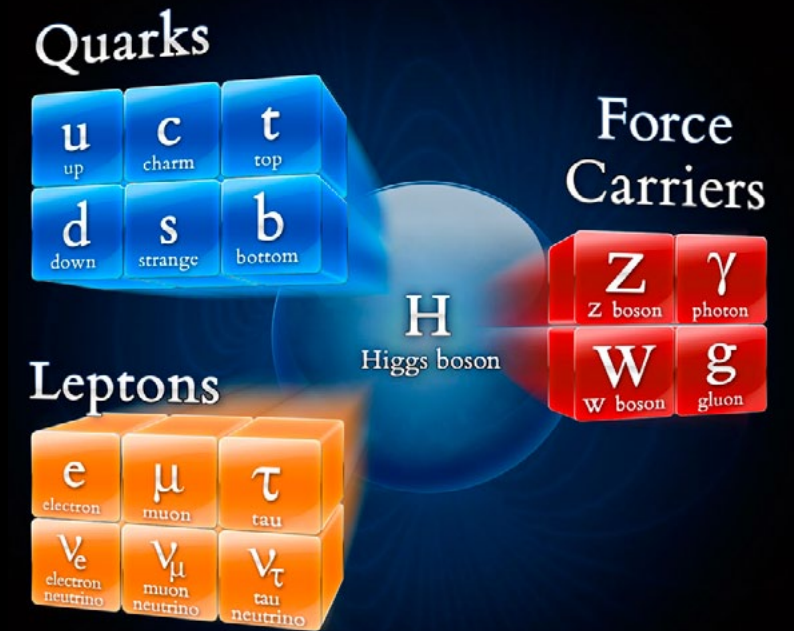 Quarks
u
up
c
charm
t
top
d
down
s
strange
b
bottom
Force
Carriers
Z
Z boson
γ
photon
W
W boson
g
gluon
H
Higgs boson
Leptons
e
electron
μ
muon
τ
tau
νe
electron
neutrino
νμ
muon
neutrino
ντ
tau
neutrino